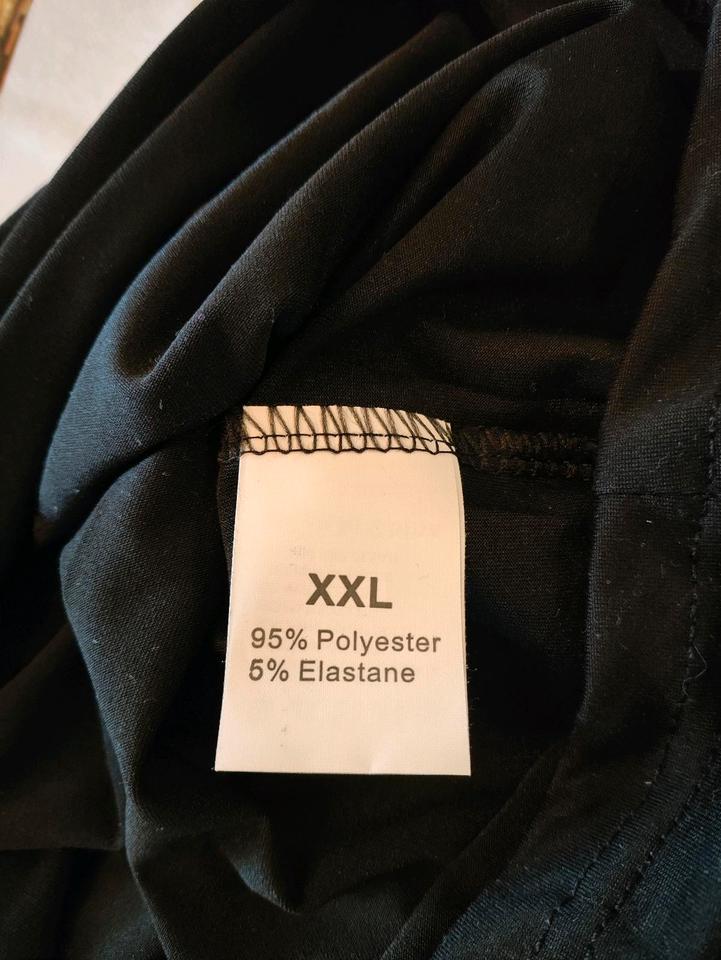 XXL
95% Polyester
5% Elastane